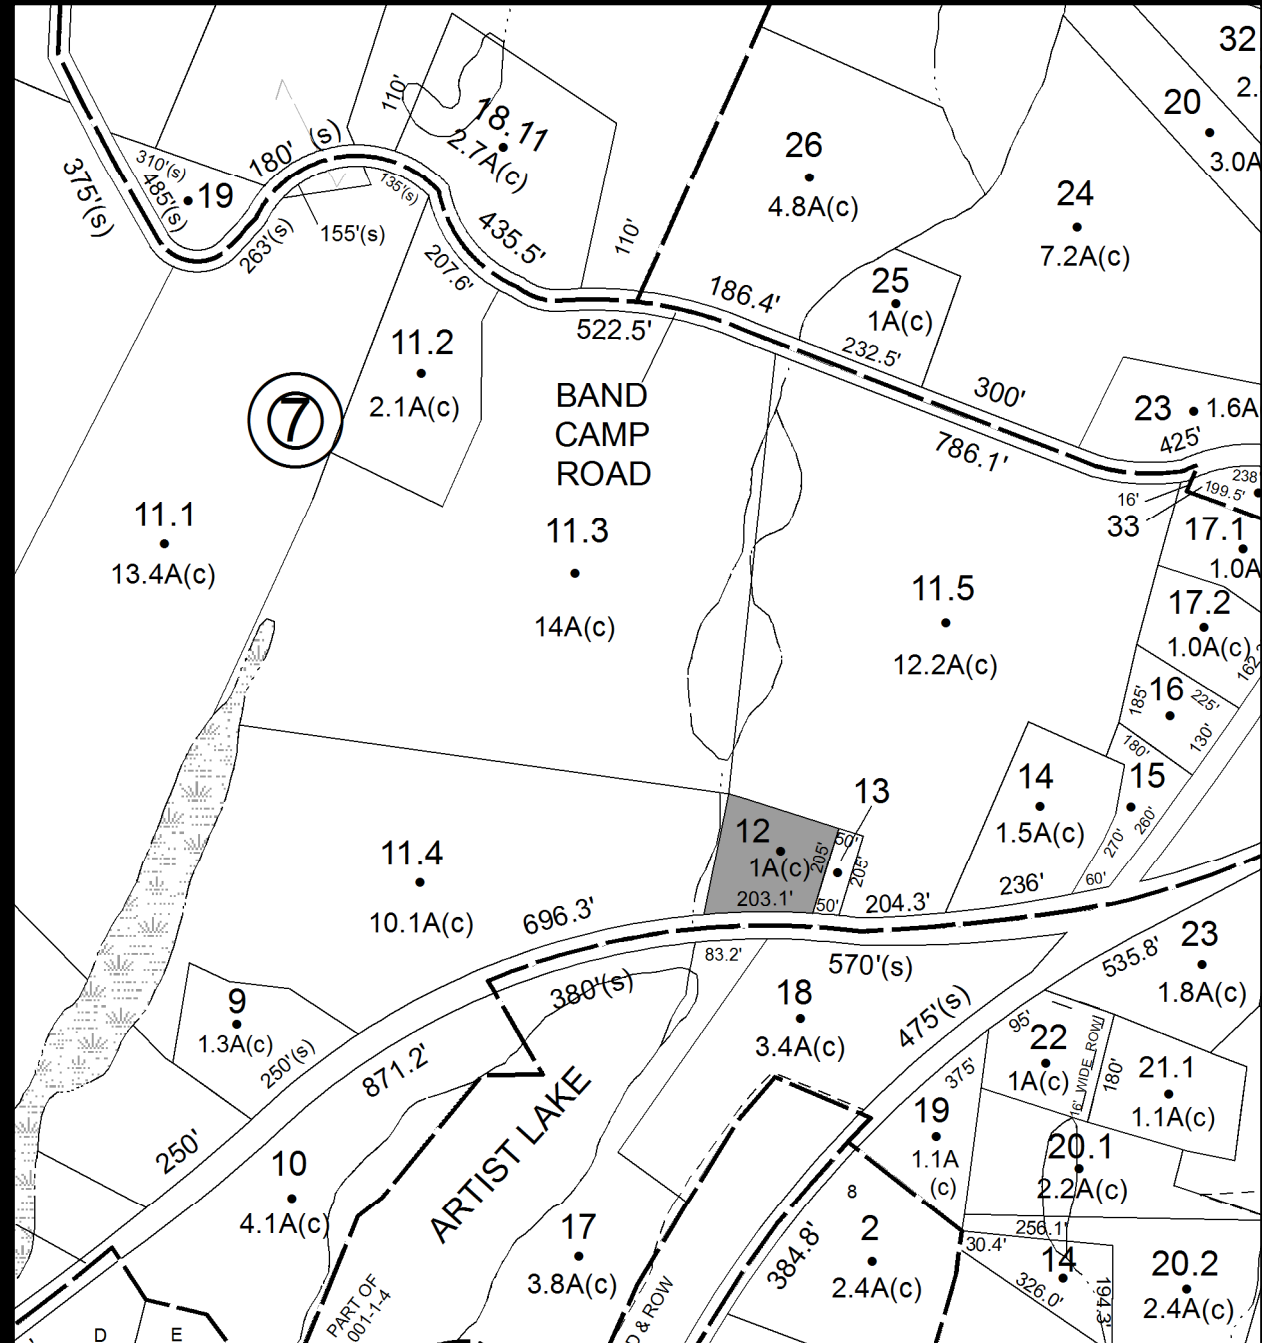 32
2.
20
3.0A
110'
18.11
2.7A(c)
26
4.8A(c)
24
7.2A(c)
310'(s)
180' (s)
375'(s)
485'(s)
19
135'(s)
263'(s)
155'(s)
435.5'
207.6'
110'
186.4'
25
1A(c)
232.5'
522.5'
11.2
2.1A(c)
7
BAND
CAMP
ROAD
300'
786.1'
23
1.6A
425'
238
199.5'
16'
33
17.1
1.0A
11.1
13.4A(c)
11.3
14A(c)
11.5
12.2A(c)
17.2
1.0A(c)
16
185'
225'
130'
180'
15
260'
270'
14
1.5A(c)
13
12
1A(c)
205'
50'
205'
203.1'
50'
204.3'
236'
60'
11.4
10.1A(c)
696.3'
83.2'
570'(s)
380'(s)
535.8'
23
1.8A(c)
9
1.3A(c)
250'(s)
871.2'
18
3.4A(c)
475'(s)
95'
22
1A(c)
16' WIDE ROW
180'
21.1
1.1A(c)
375'
19
1.1A
(c)
20.1
2.2A(c)
250'
10
4.1A(c)
ARTIST LAKE
17
3.8A(c)
8
2
2.4A(c)
384.8'
256.1'
30.4'
14
326.0'
194.3'
20.2
2.4A(c)
PART OF
001-1-4
D & ROW
D
E